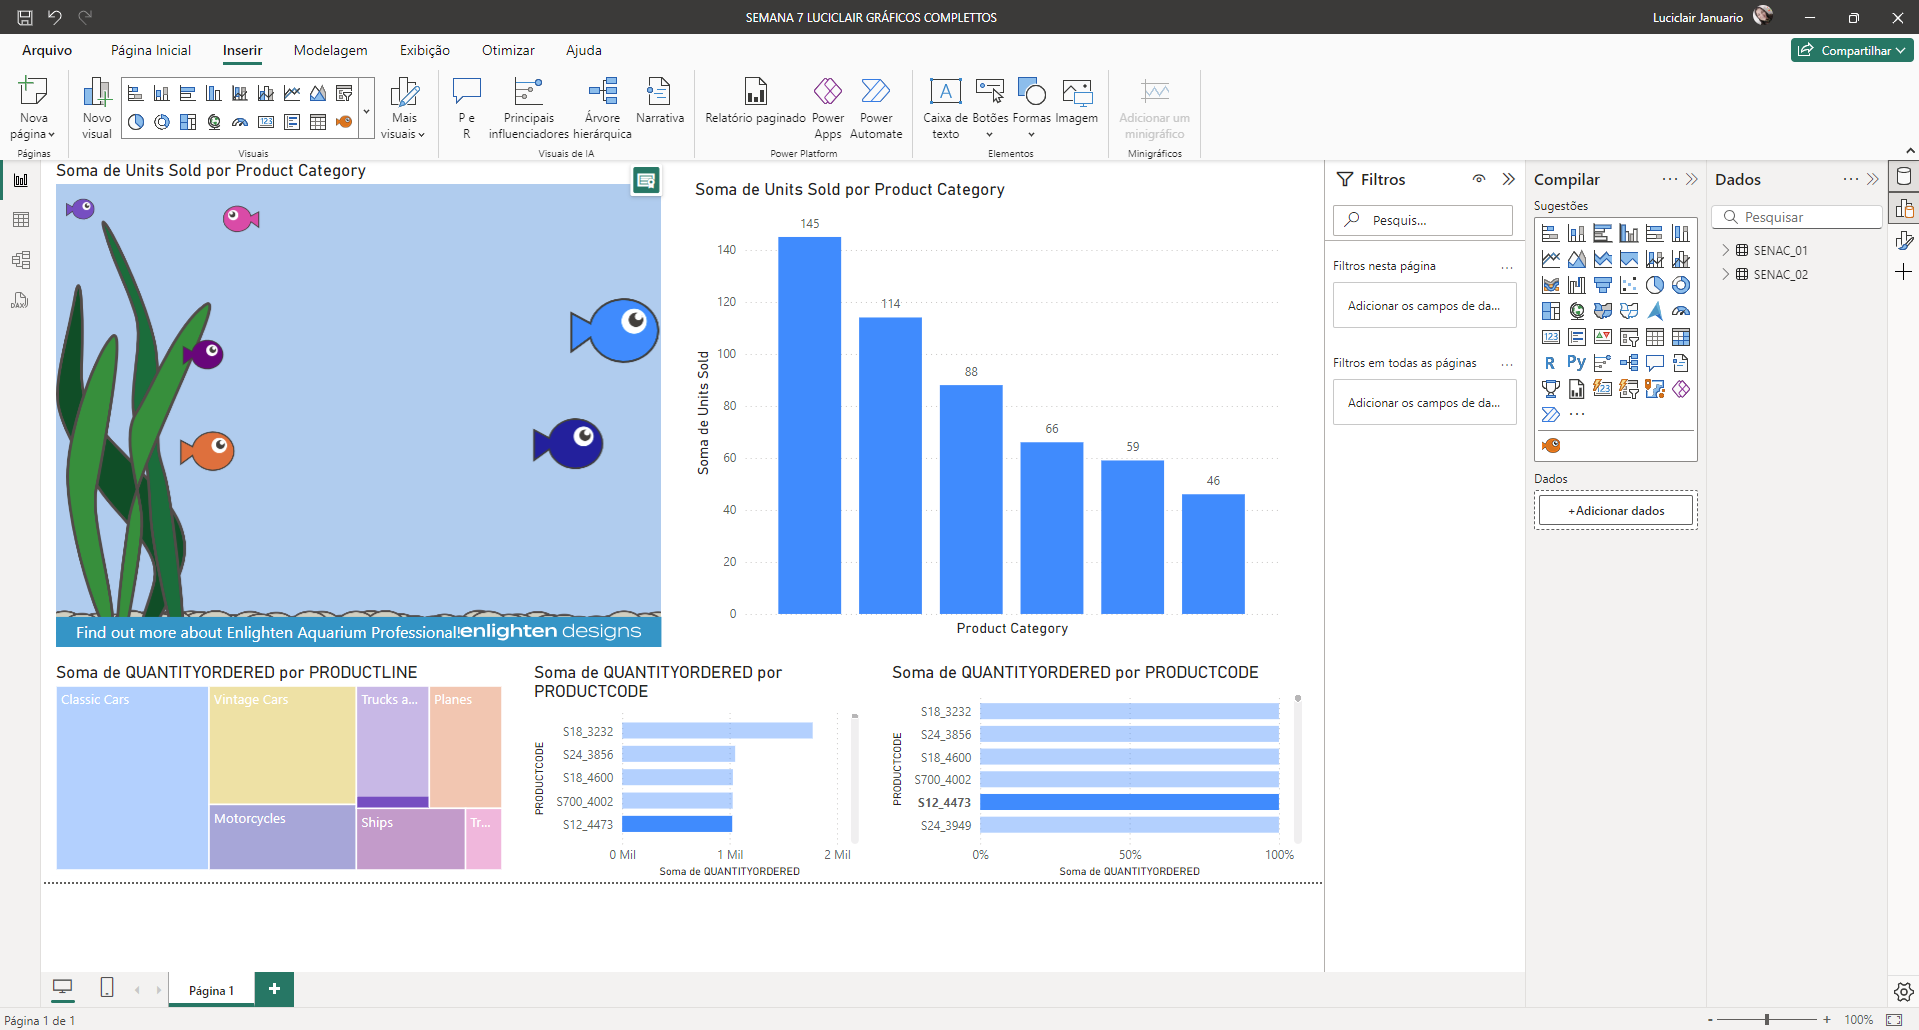 SEMANA 7 LUCICLAIR GRÁFICOS COMPLETTOS
Luciclair Januario
Arquivo
Página Inicial
Inserir
Modelagem
Exibição
Otimizar
Ajuda
Compartilhar
Nova página
Novo visual
Mais visuais
P e R
Principais influenciadores
Árvore hierárquica
Narrativa
Relatório paginado
Power Apps
Power Automate
Caixa de texto
Botões
Formas
Imagem
Adicionar um minigráfico
Páginas
Visuais
Visuais de IA
Power Platform
Elementos
Minigráficos
Soma de Units Sold por Product Category
Find out more about Enlighten Aquarium Professional!
enlighten designs
Soma de Units Sold por Product Category
Soma de Units Sold
140
120
100
80
60
40
20
0
145
114
88
66
59
46
Product Category
Soma de QUANTITYORDERED por PRODUCTLINE
Classic Cars
Vintage Cars
Trucks a...
Planes
Motorcycles
Ships
Tr...
Soma de QUANTITYORDERED por
PRODUCTCODE
PRODUCTCODE
S18_3232
S24_3856
S18_4600
S700_4002
S12_4473
0 Mil
1 Mil
2 Mil
Soma de QUANTITYORDERED
Soma de QUANTITYORDERED por PRODUCTCODE
PRODUCTCODE
S18_3232
S24_3856
S18_4600
S700_4002
S12_4473
S24_3949
0%
50%
100%
Soma de QUANTITYORDERED
Filtros
Pesquis...
Filtros nesta página
...
Adicionar os campos de da...
Filtros em todas as páginas
...
Adicionar os campos de da...
Compilar
...
Sugestões
123
R
Py
...
Dados
+Adicionar dados
Dados
...
Pesquisar
SENAC_01
SENAC_02
DAX
Página 1
+
Página 1 de 1
-
+
100%